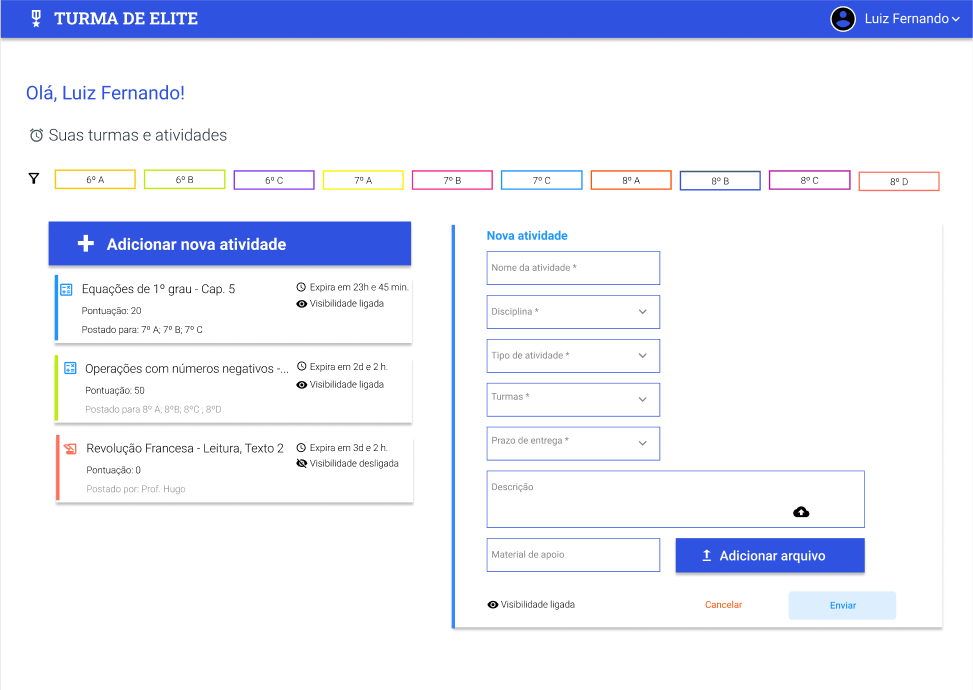 TURMA DE ELITE
Luiz Fernando
Olá, Luiz Fernando!
Suas turmas e atividades
6º A
6º B
6º C
7º A
7º B
7º C
8º A
8º B
8º C
8º D
Adicionar nova atividade
Equações de 1º grau - Cap. 5
Expira em 23h e 45 min.
Pontuação: 20
Visibilidade ligada
Postado para: 7º A; 7º B; 7º C
Operações com números negativos -...
Expira em 2d e 2 h.
Pontuação: 50
Visibilidade ligada
Postado para 8º A; 8ºB; 8ºC ; 8ºD
Revolução Francesa - Leitura, Texto 2
Expira em 3d e 2 h.
Pontuação: 0
Visibilidade desligada
Postado por: Prof. Hugo
Nova atividade
Nome da atividade *
Disciplina *
Tipo de atividade *
Turmas *
Prazo de entrega *
Descrição
Material de apoio
Adicionar arquivo
Visibilidade ligada
Cancelar
Enviar